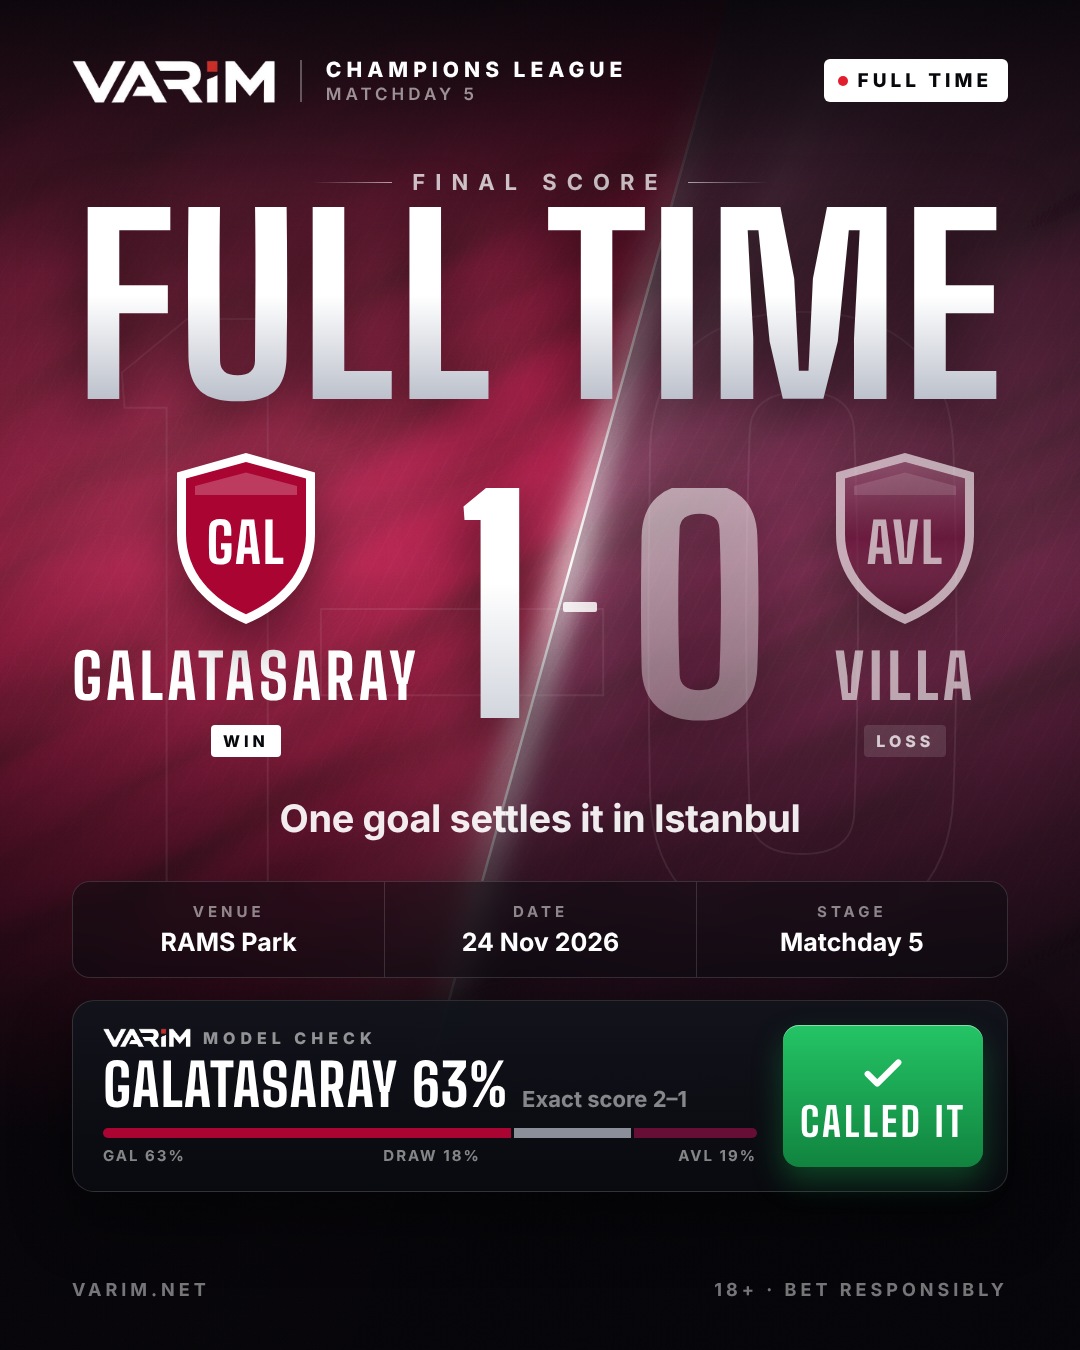 VARiM
CHAMPIONS LEAGUE
MATCHDAY 5
FULL TIME
FINAL SCORE
FULL TIME
GAL
1 - 0
AVL
GALATASARAY
VILLA
WIN
LOSS
One goal settles it in Istanbul
VENUE
RAMS Park
DATE
24 Nov 2026
STAGE
Matchday 5
VARiM MODEL CHECK
GALATASARAY 63% Exact score 2–1
GAL 63%
DRAW 18%
AVL 19%
CALLED IT
VARIM.NET
18+ · BET RESPONSIBLY